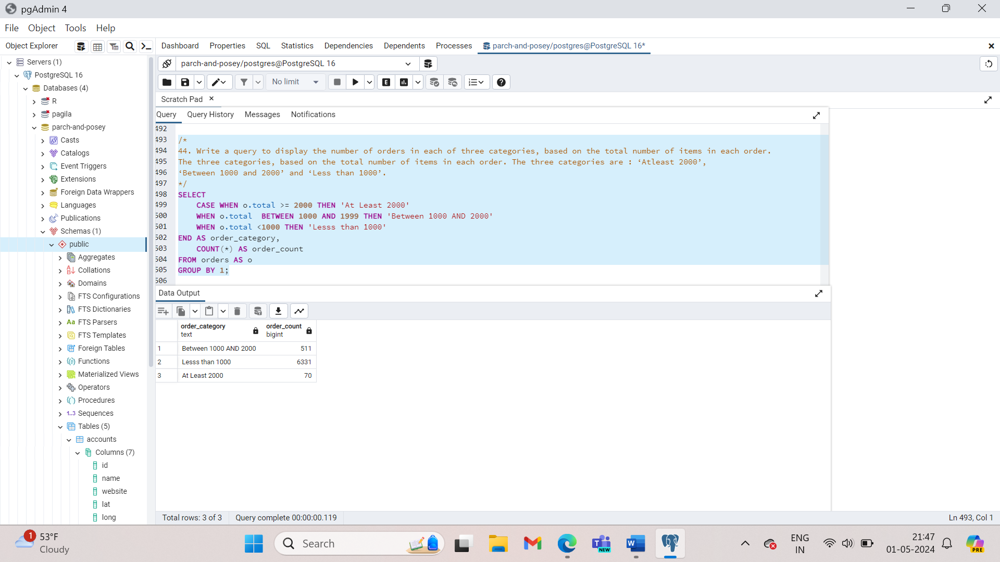 pgAdmin 4
File Object Tools Help
Object Explorer
Dashboard Properties SQL Statistics Dependencies Dependents Processes parch-and-posey/postgres@PostgreSQL 16*
Servers (1)
PostgreSQL 16
Databases (4)
R
pagila
parch-and-posey
Casts
Catalogs
Event Triggers
Extensions
Foreign Data Wrappers
Languages
Publications
Schemas (1)
public
Aggregates
Collations
Domains
FTS Configurations
FTS Dictionaries
Aa FTS Parsers
FTS Templates
Foreign Tables
Functions
Materialized Views
Operators
Procedures
1..3 Sequences
Tables (5)
accounts
Columns (7)
id
name
website
lat
long
parch-and-posey/postgres@PostgreSQL 16
No limit
E
Scratch Pad
Query Query History Messages Notifications
492
493 /*
494 44. Write a query to display the number of orders in each of three categories, based on the total number of items in each order.
495 The three categories, based on the total number of items in each order. The three categories are : ‘Atleast 2000’,
496 ‘Between 1000 and 2000’ and ‘Less than 1000’.
497 */
498 SELECT
499 CASE WHEN o.total >= 2000 THEN 'At Least 2000'
500 WHEN o.total BETWEEN 1000 AND 1999 THEN 'Between 1000 AND 2000'
501 WHEN o.total <1000 THEN 'Lesss than 1000'
502 END AS order_category,
503 COUNT(*) AS order_count
504 FROM orders AS o
505 GROUP BY 1;
506
Data Output
order_category order_count
text bigint
1 Between 1000 AND 2000 511
2 Lesss than 1000 6331
3 At Least 2000 70
Total rows: 3 of 3 Query complete 00:00:00.119 Ln 493, Col 1
1 53°F
Cloudy
Search
NEW
W
ENG
IN
21:47
01-05-2024
PRE